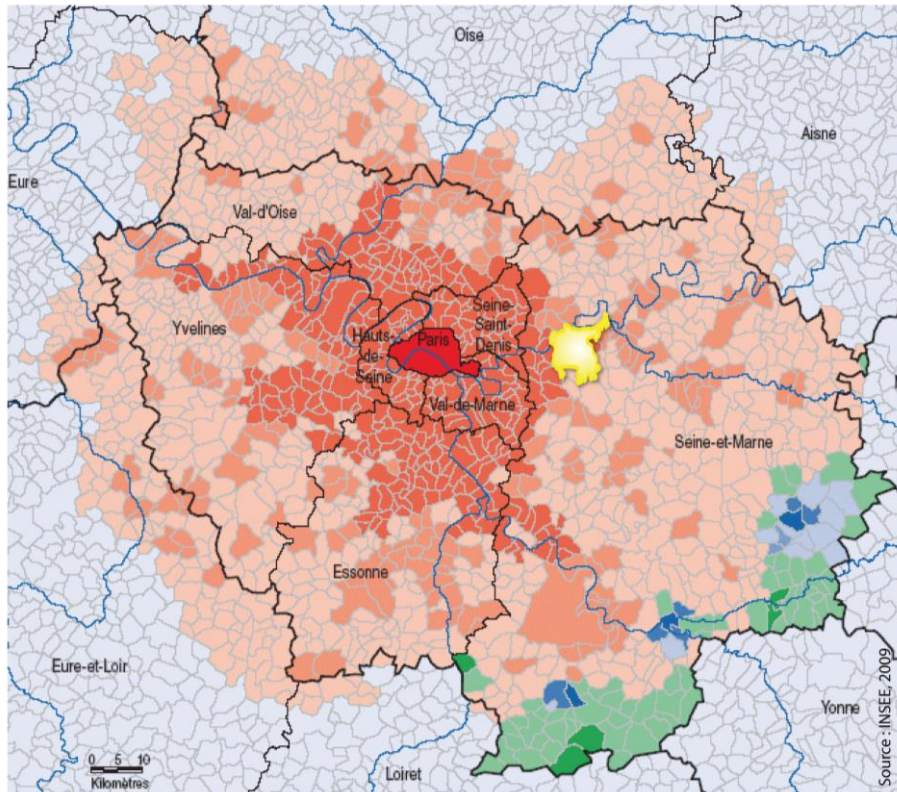 Oise
Aisne
Eure
Val-d'Oise
Yvelines
Hauts-
de-
Seine
Paris
Seine-
Saint-
Denis
Val-de-Marne
Seine-et-Marne
Essonne
Eure-et-Loir
Loiret
Yonne
0 5 10
Kilomètres
Source : INSEE, 2009